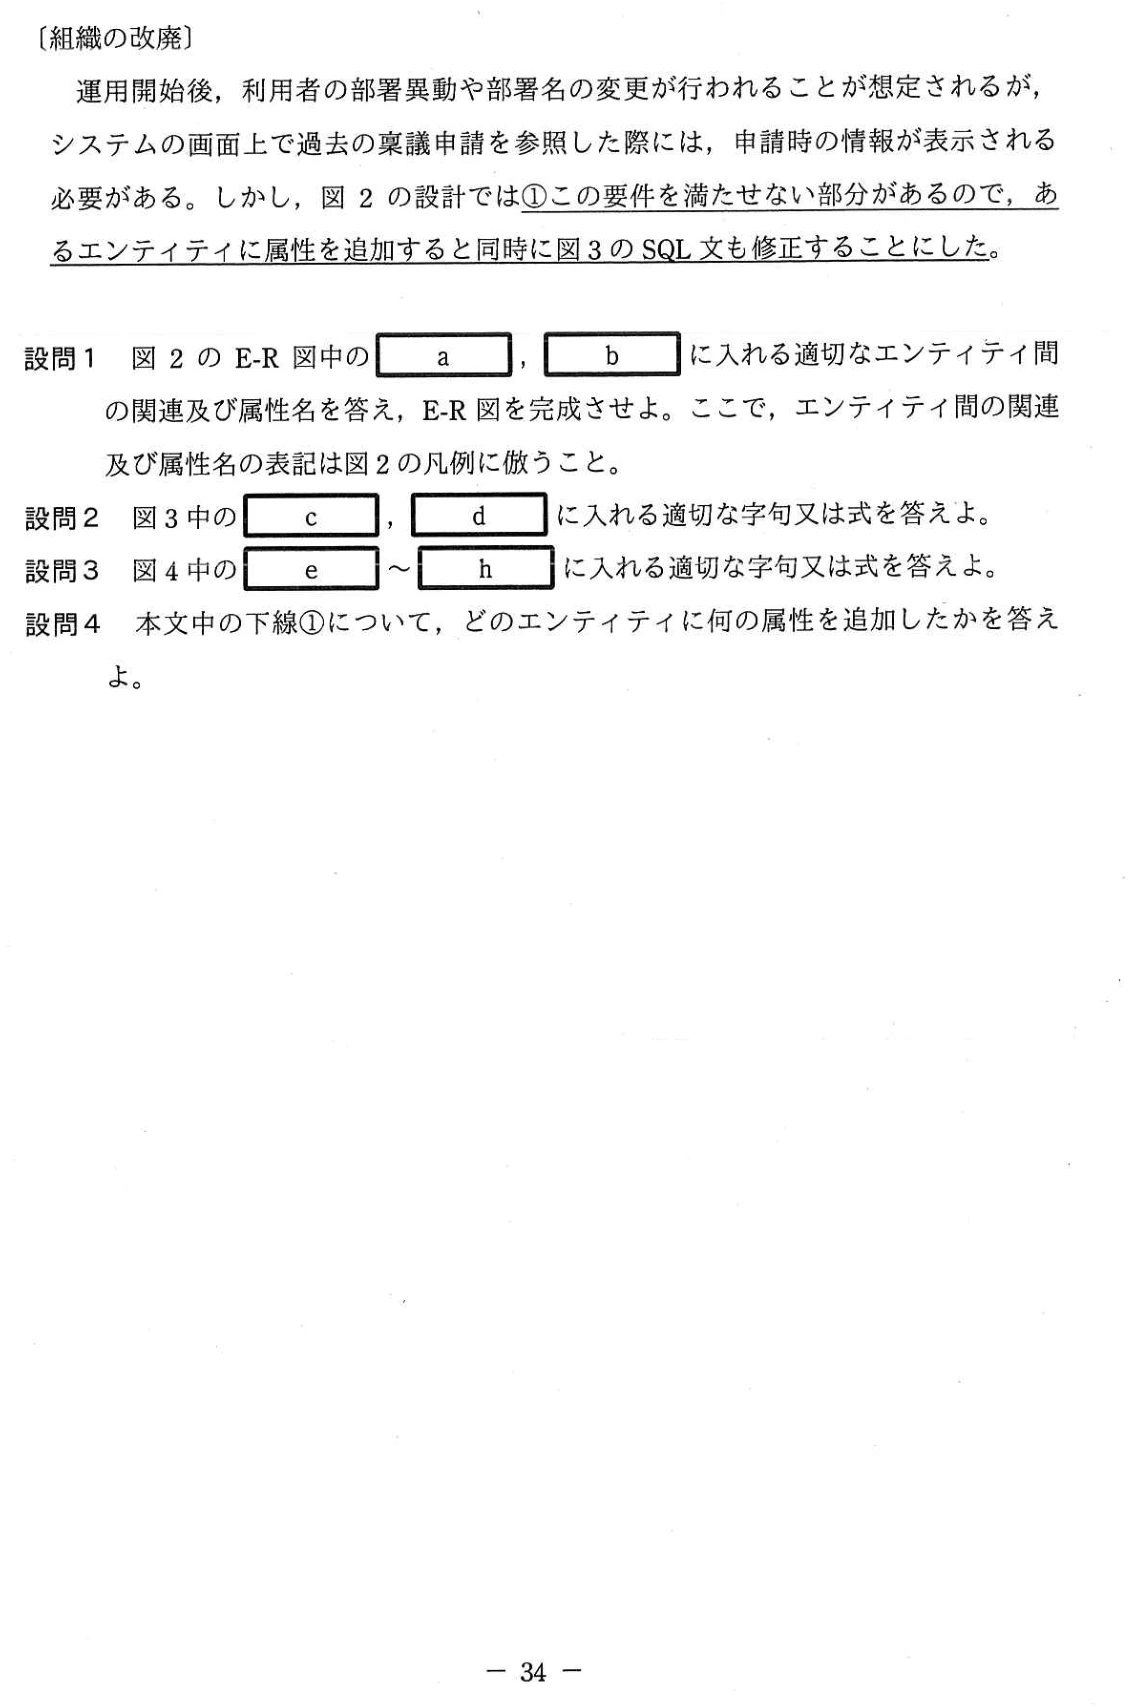 〔組織の改廃〕
運用開始後，利用者の部署異動や部署名の変更が行われることが想定されるが，
システムの画面上で過去の稟議申請を参照した際には，申請時の情報が表示される
必要がある。しかし，図 2 の設計では①この要件を満たせない部分があるので，あ
るエンティティに属性を追加すると同時に図 3 の SQL 文も修正することにした。
設問1　図 2 の E-R 図中の a ， b に入れる適切なエンティティ間
の関連及び属性名を答え，E-R 図を完成させよ。ここで，エンティティ間の関連
及び属性名の表記は図 2 の凡例に倣うこと。
設問2　図 3 中の c ， d に入れる適切な字句又は式を答えよ。
設問3　図 4 中の e ～ h に入れる適切な字句又は式を答えよ。
設問4　本文中の下線①について，どのエンティティに何の属性を追加したかを答え
よ。
－ 34 －